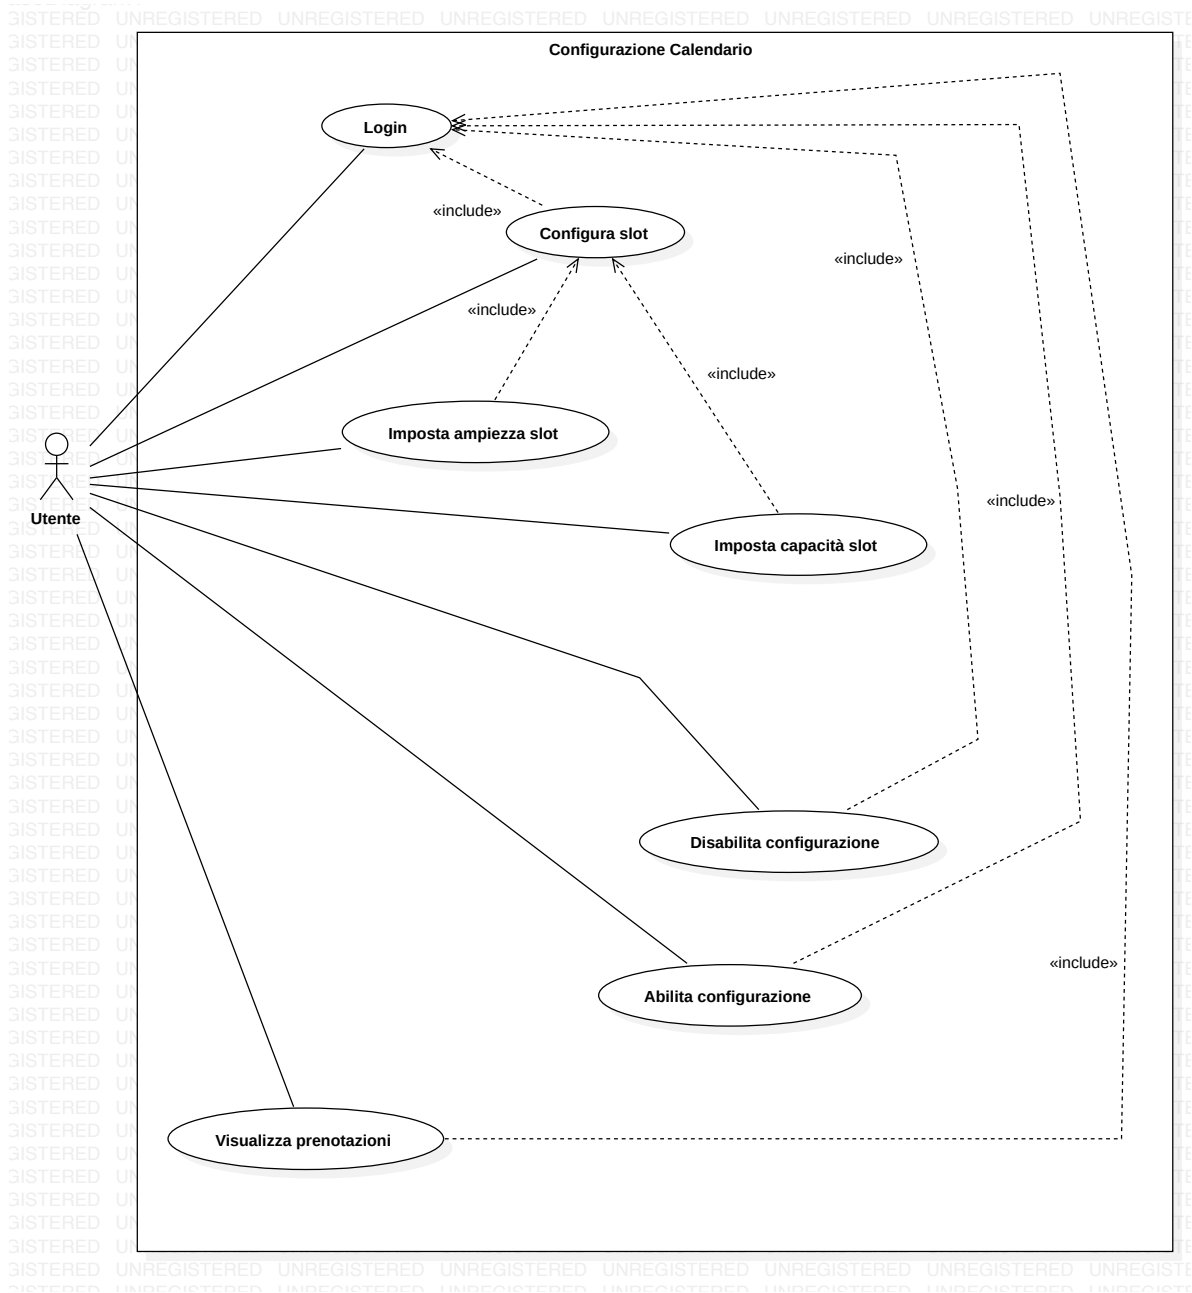 Configurazione Calendario
Login
«include»
Configura slot
«include»
«include»
«include»
Imposta ampiezza slot
«include»
Utente
Imposta capacità slot
Disabilita configurazione
«include»
Abilita configurazione
Visualizza prenotazioni
UNREGISTERED